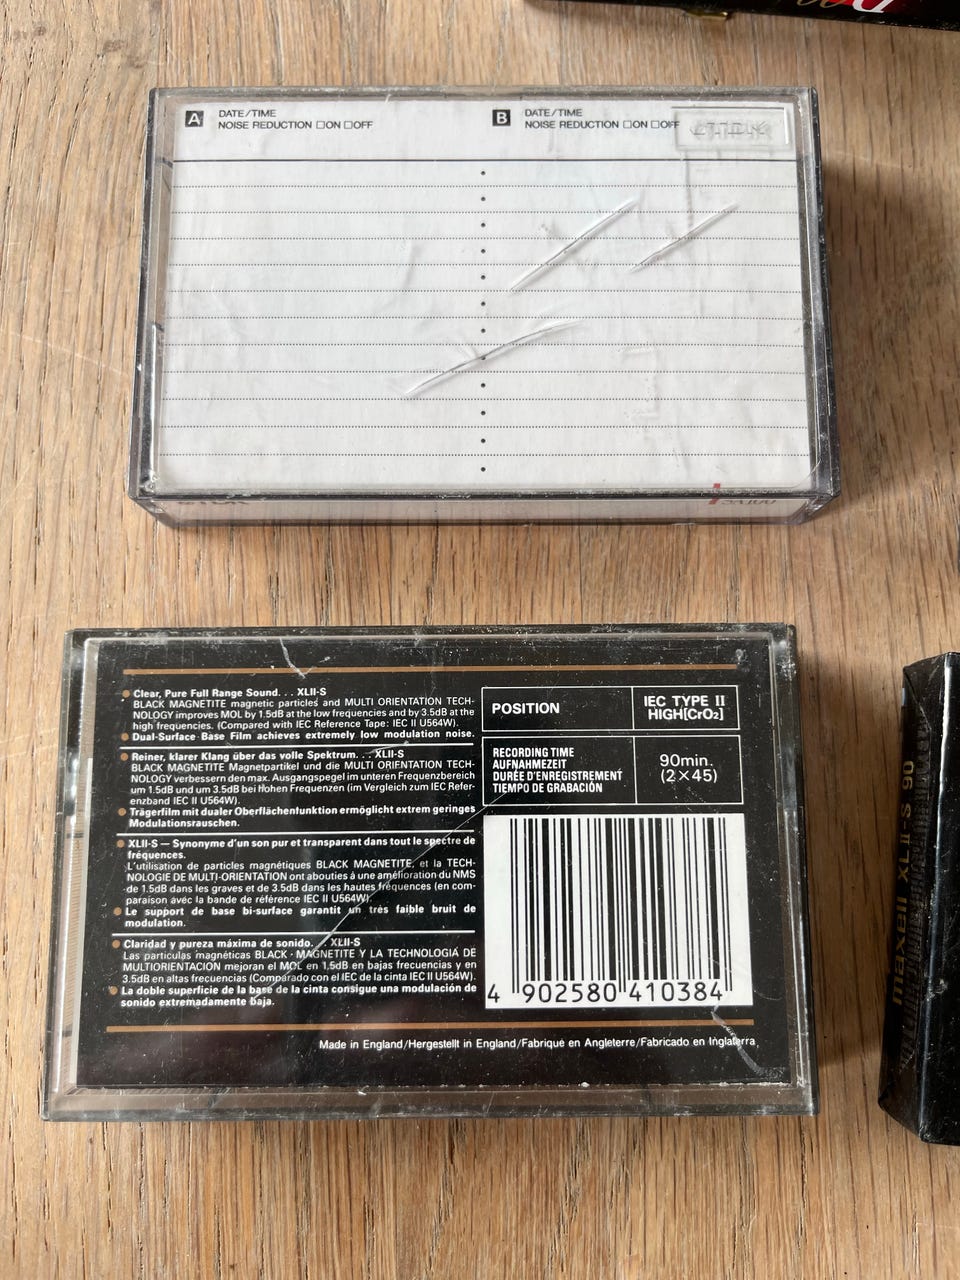 A DATE/TIME
NOISE REDUCTION □ON □OFF
B DATE/TIME
NOISE REDUCTION □ON □OFF
SA100
Clear, Pure Full Range Sound. . . XLII-S
BLACK MAGNETITE magnetic particles and MULTI ORIENTATION TECH-
NOLOGY improves MOL by 1.5dB at the low frequencies and by 3.5dB at the
high frequencies. (Compared with IEC Reference Tape: IEC II U564W).
Dual-Surface Base Film achieves extremely low modulation noise.
Reiner, klarer Klang über das volle Spektrum. . . XLII-S
BLACK MAGNETITE Magnetpartikel und die MULTI ORIENTATION TECH-
NOLOGY verbessern den max. Ausgangspegel im unteren Frequenzbereich
um 1.5dB und um 3.5dB bei hohen Frequenzen (im Vergleich zum IEC Refer-
enzband IEC II U564W).
Trägerfilm mit dualer Oberflächenfunktion ermöglicht extrem geringes
Modulationsrauschen.
XLII-S — Synonyme d'un son pur et transparent dans tout le spectre de
fréquences.
L'utilisation de particles magnétiques BLACK MAGNETITE, et la TECH-
NOLOGIE DE MULTI-ORIENTATION ont abouties à une amélioration du NMS
de 1.5dB dans les graves et de 3.5dB dans les hautes fréquences (en com-
paraison avec la bande de référence IEC II U564W).
Le support de base bi-surface garantit un très faible bruit de
modulation.
Claridad y pureza máxima de sonido. . . XLII-S
Las particulas magnéticas BLACK · MAGNETITE Y LA TECHNOLOGIA DE
MULTIORIENTACION mejoran el MOL en 1.5dB en bajas frecuencias y en
3.5dB en altas frecuencias (Comparado con el IEC de la cinta IEC II U564W).
La doble superficie de la base de la cinta consigue una modulación de
sonido extremadamente baja.
POSITION
IEC TYPE II
HIGH[CrO₂]
RECORDING TIME
AUFNAHMEZEIT
DURÉE D'ENREGISTREMENT
TIEMPO DE GRABACIÓN
90min.
(2×45)
4 902580 410384
Made in England/Hergestellt in England/Fabriqué en Angleterre/Fabricado en Inglaterra
maxell XLII-S 90